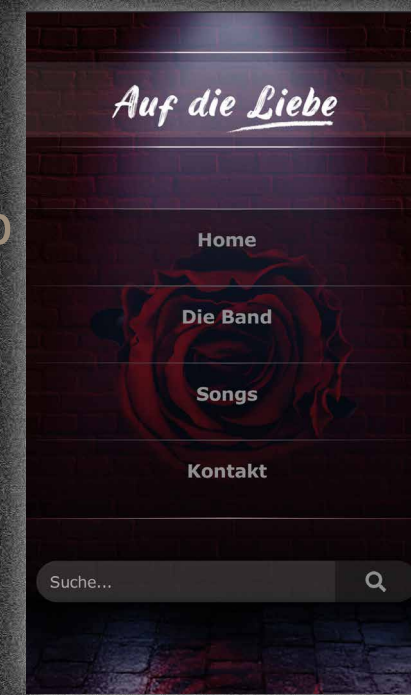 Auf die Liebe
Home
Die Band
Songs
Kontakt
Suche...